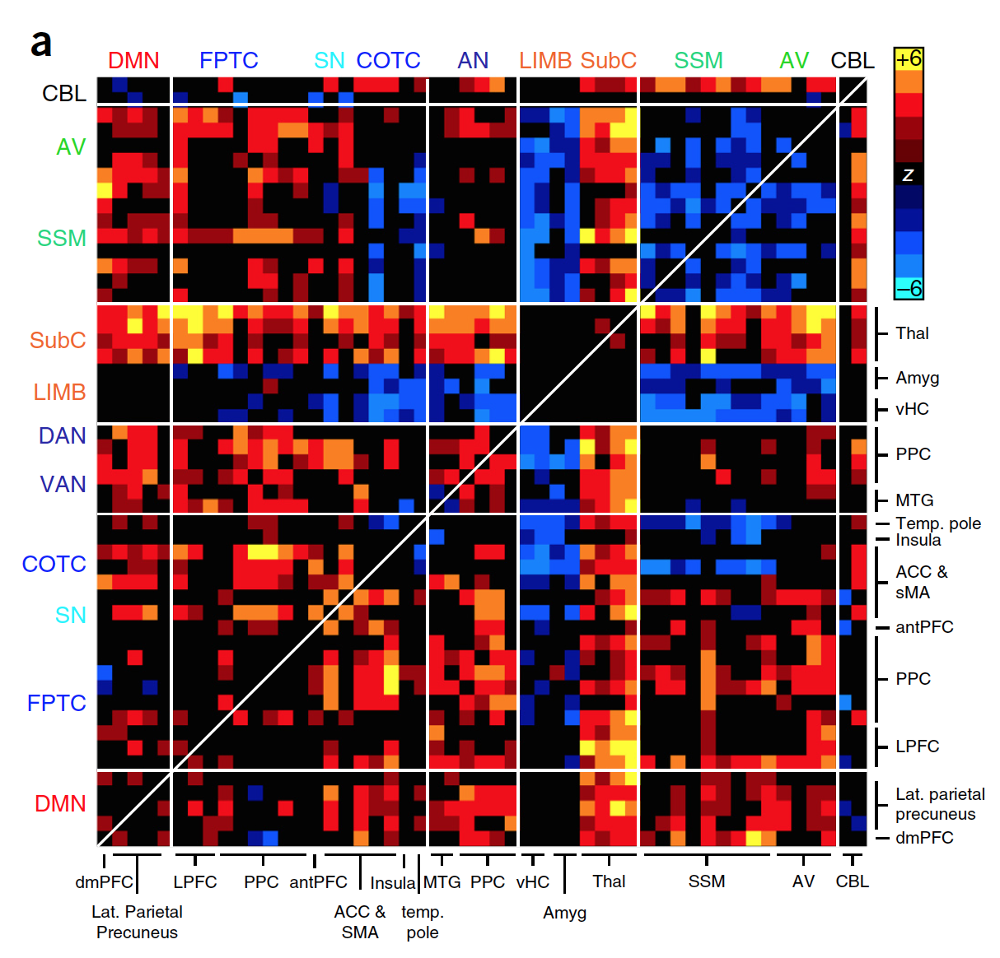 a
DMN FPTC SN COTC AN LIMB SubC SSM AV CBL
+6
z
−6
CBL
AV
SSM
SubC
LIMB
DAN
VAN
COTC
SN
FPTC
DMN
Thal
Amyg
vHC
PPC
MTG
Temp. pole
Insula
ACC &
sMA
antPFC
PPC
LPFC
Lat. parietal
precuneus
dmPFC
dmPFC LPFC PPC antPFC Insula MTG PPC vHC Thal SSM AV CBL
Lat. Parietal
Precuneus
ACC &
SMA
temp.
pole
Amyg